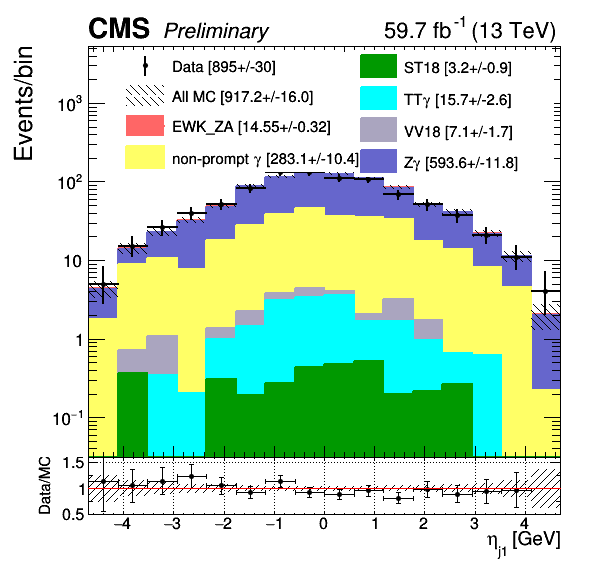 CMS Preliminary 59.7 fb⁻¹ (13 TeV)
Events/bin
Data [895+/-30]
All MC [917.2+/-16.0]
EWK_ZA [14.55+/-0.32]
non-prompt γ [283.1+/-10.4]
ST18 [3.2+/-0.9]
TTγ [15.7+/-2.6]
VV18 [7.1+/-1.7]
Zγ [593.6+/-11.8]
10³
10²
10
1
10⁻¹
Data/MC
1.5
1
0.5
−4 −3 −2 −1 0 1 2 3 4
η_j1 [GeV]